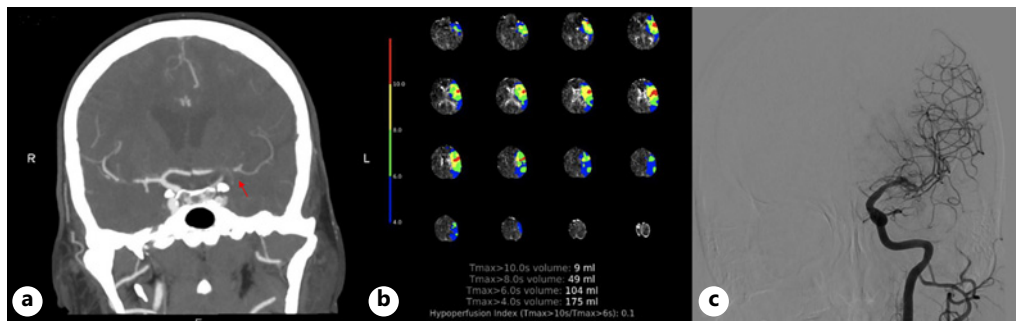 R
L
a
10.0
8.0
6.0
4.0
Tmax>10.0s volume: 9 ml
Tmax>8.0s volume: 49 ml
Tmax>6.0s volume: 104 ml
Tmax>4.0s volume: 175 ml
Hypoperfusion Index (Tmax>10s/Tmax>6s): 0.1
b
c